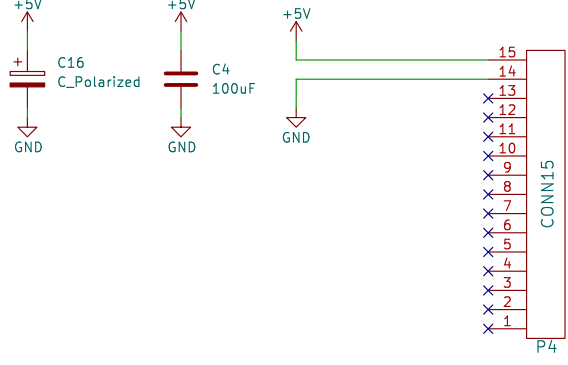 +5V
+
C16
C_Polarized
GND
+5V
C4
100uF
GND
+5V
GND
15
14
13
12
11
10
9
8
7
6
5
4
3
2
1
CONN15
P4